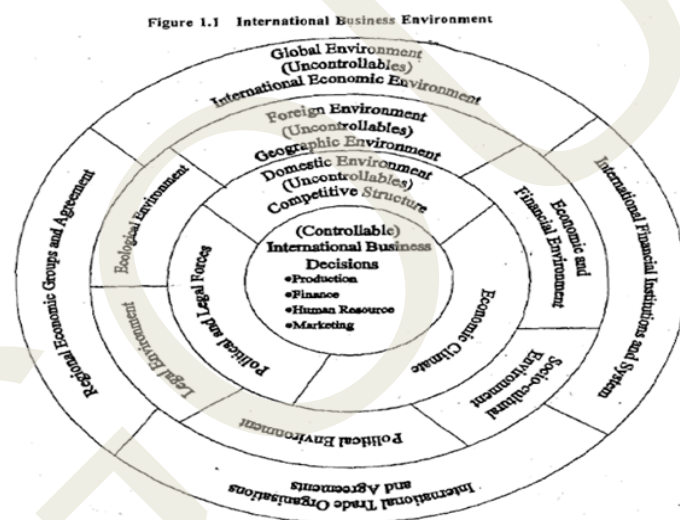 Figure 1.1 International Business Environment
Global Environment
(Uncontrollables)
International Economic Environment
Foreign Environment
(Uncontrollables)
Geographic Environment
Domestic Environment
(Uncontrollables)
Competitive Structure
(Controllable)
International Business
Decisions
•Production
•Finance
•Human Resource
•Marketing
Political and Legal Forces
Economic Climate
Ecological Environment
Legal Environment
Political Environment
Socio-cultural
Environment
Economic and
Financial Environment
Regional Economic Groups and Agreement
International Trade Organisations
and Agreements
International Financial Institutions and System